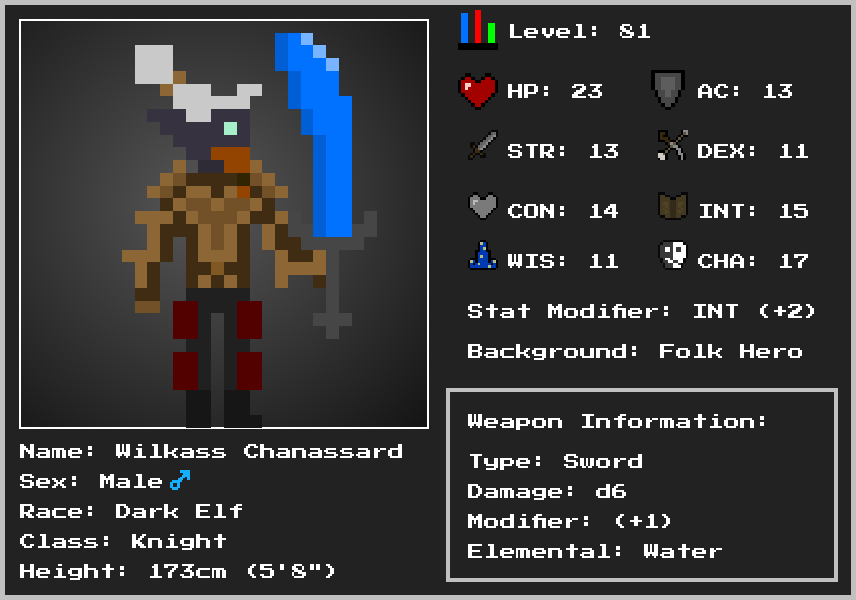 Level: 81
HP: 23
AC: 13
STR: 13
DEX: 11
CON: 14
INT: 15
WIS: 11
CHA: 17
Stat Modifier: INT (+2)
Background: Folk Hero
Weapon Information:
Type: Sword
Damage: d6
Modifier: (+1)
Elemental: Water
Name: Wilkass Chanassard
Sex: Male♂
Race: Dark Elf
Class: Knight
Height: 173cm (5'8")